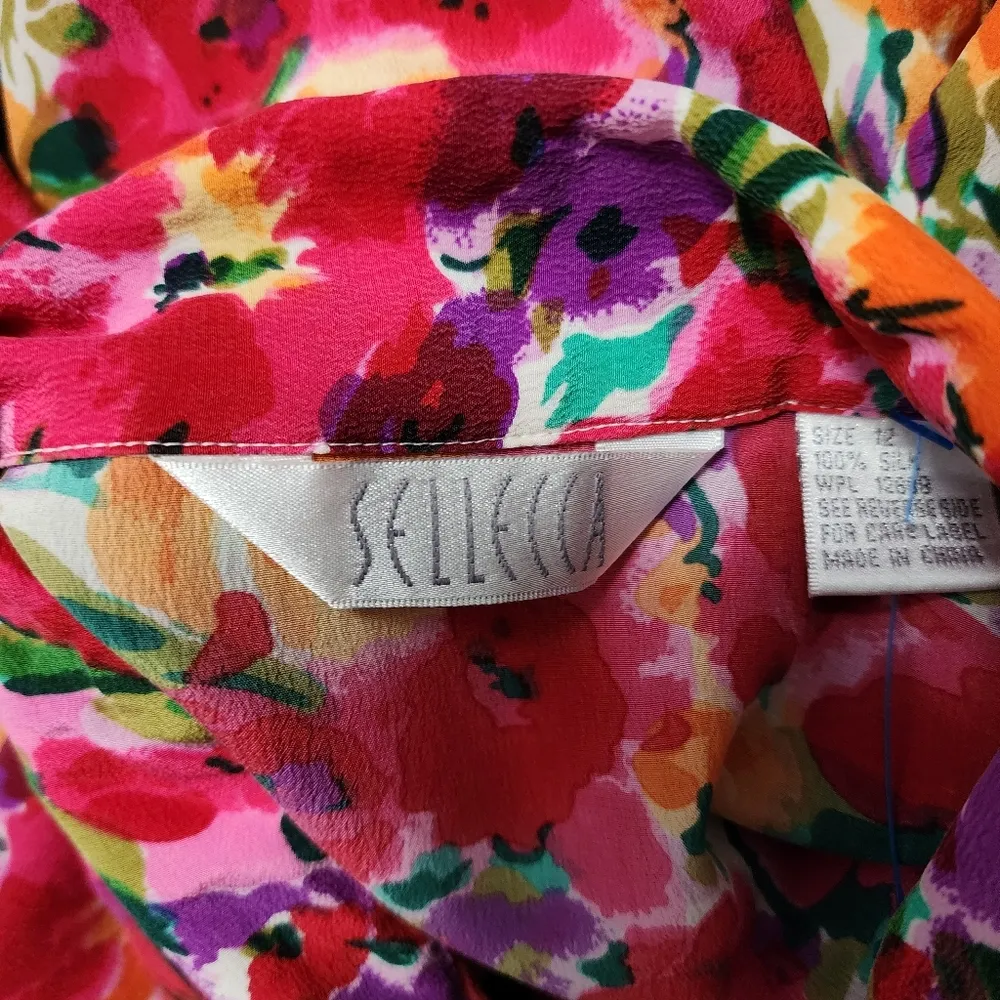 SELLECCA
SIZE 12
100% SILK
WPL
SEE REVERSE SIDE
FOR CARE LABEL
MADE IN CHINA